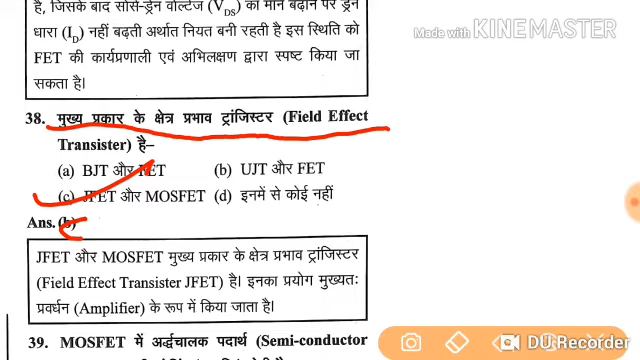 है, जिसके बाद सोर्स-ड्रेन वोल्टेज (VDS) का मान बढ़ाने पर ड्रेन
धारा (ID) नहीं बढ़ती अर्थात नियत बनी रहती है इस स्थिति को
FET की कार्यप्रणाली एवं अभिलक्षण द्वारा स्पष्ट किया जा
सकता है।
Made with KINEMASTER
38. मुख्य प्रकार के क्षेत्र प्रभाव ट्रांजिस्टर (Field Effect
Transister) है–
(a) BJT और FET (b) UJT और FET
(c) JFET और MOSFET (d) इनमें से कोई नहीं
Ans. (b)
JFET और MOSFET मुख्य प्रकार के क्षेत्र प्रभाव ट्रांजिस्टर
(Field Effect Transister JFET) है। इनका प्रयोग मुख्यतः
प्रवर्धन (Amplifier) के रूप में किया जाता है।
39. MOSFET में अर्द्धचालक पदार्थ (Semi-conductor
DU Recorder